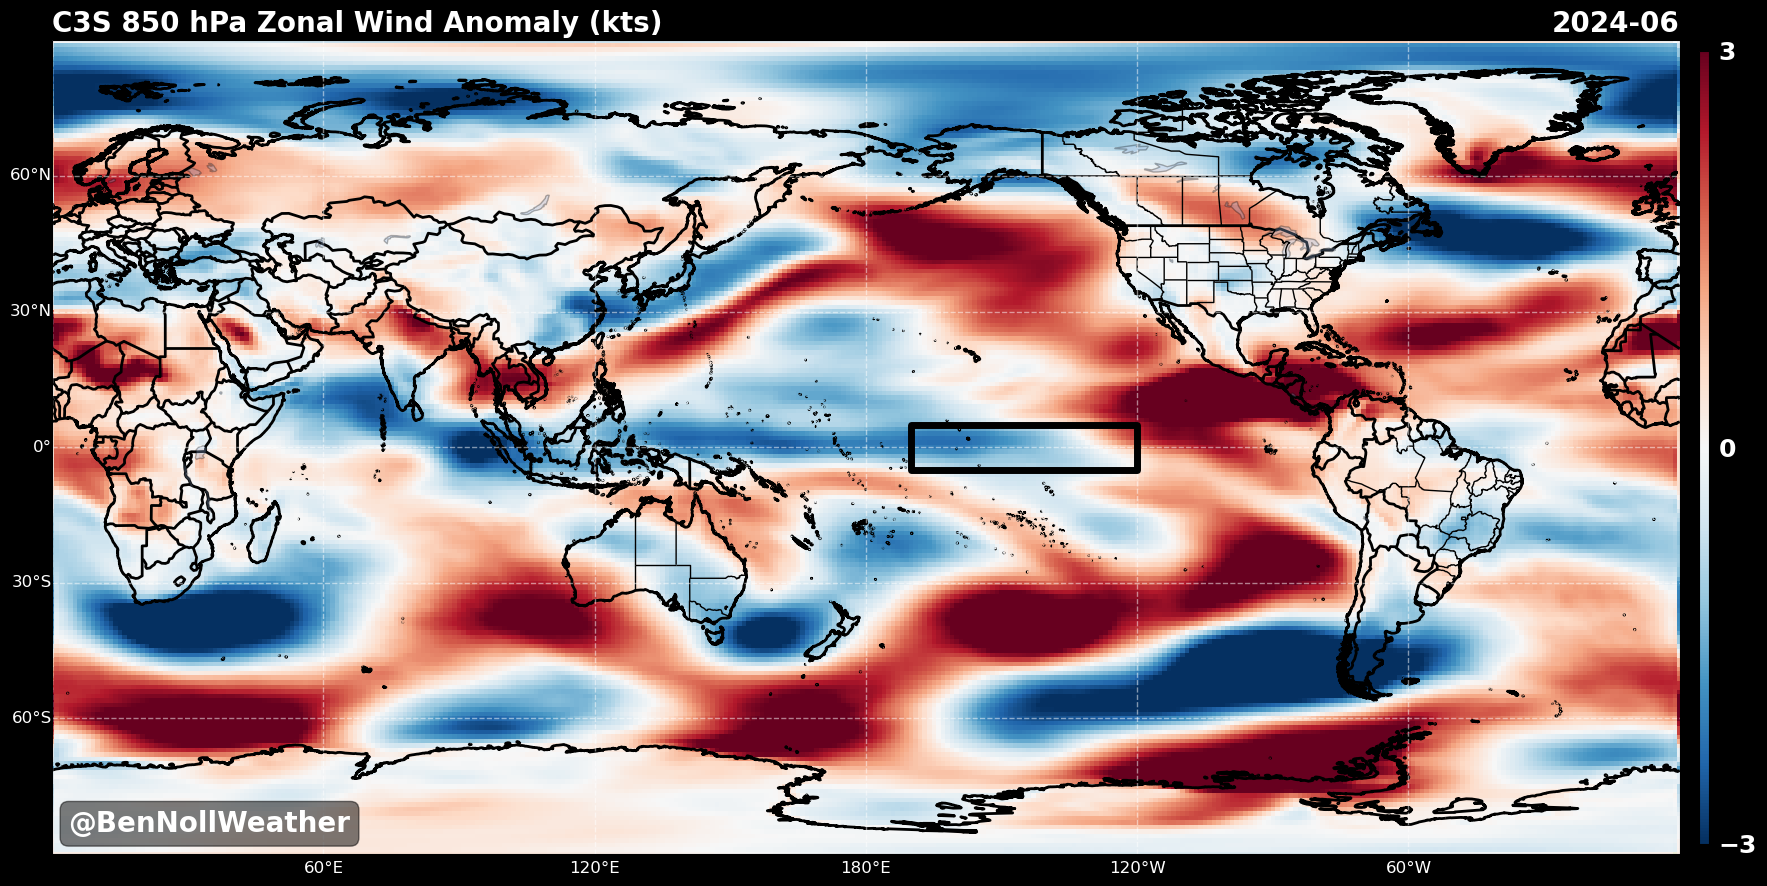 C3S 850 hPa Zonal Wind Anomaly (kts)
2024-06
3
0
−3
60°N
30°N
0°
30°S
60°S
@BenNollWeather
60°E
120°E
180°E
120°W
60°W